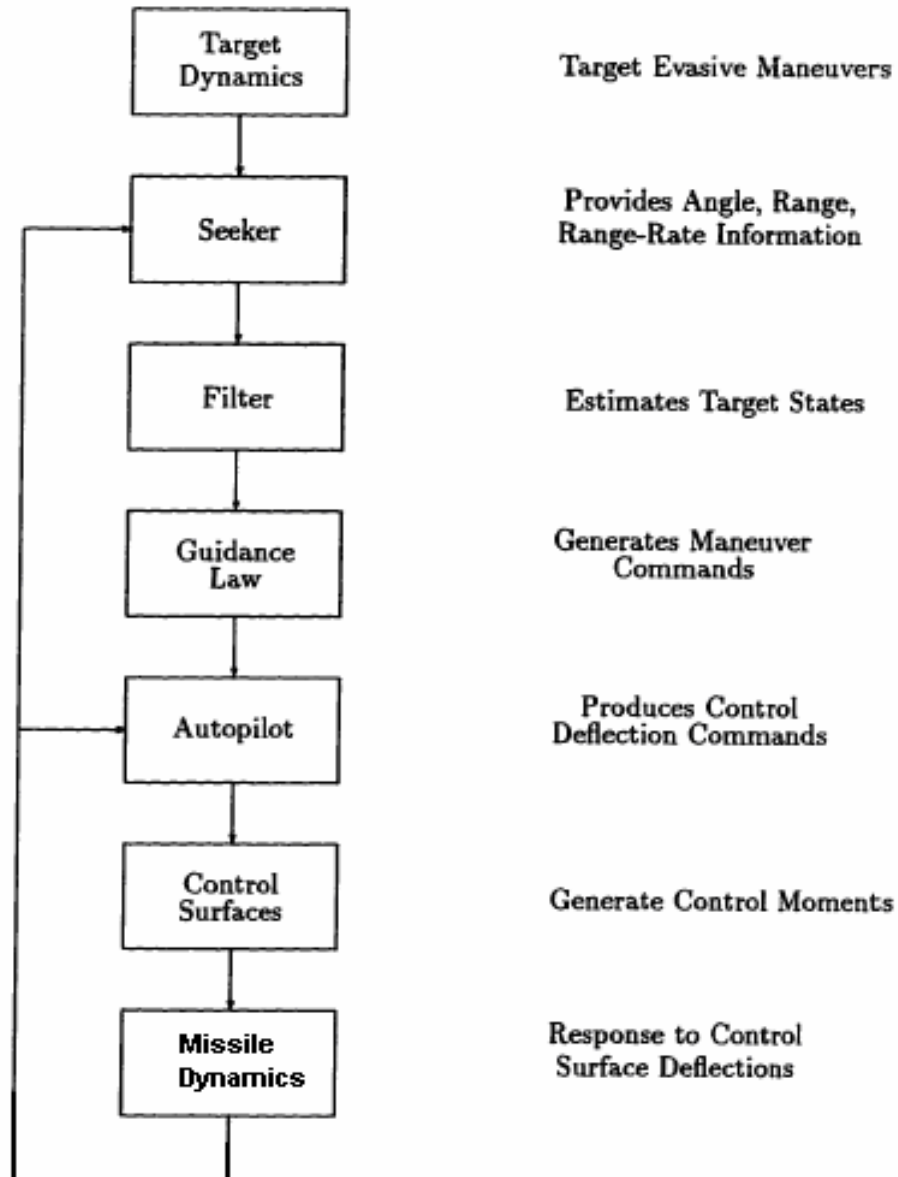 Target
Dynamics
Target Evasive Maneuvers
Seeker
Provides Angle, Range,
Range-Rate Information
Filter
Estimates Target States
Guidance
Law
Generates Maneuver
Commands
Autopilot
Produces Control
Deflection Commands
Control
Surfaces
Generate Control Moments
Missile
Dynamics
Response to Control
Surface Deflections